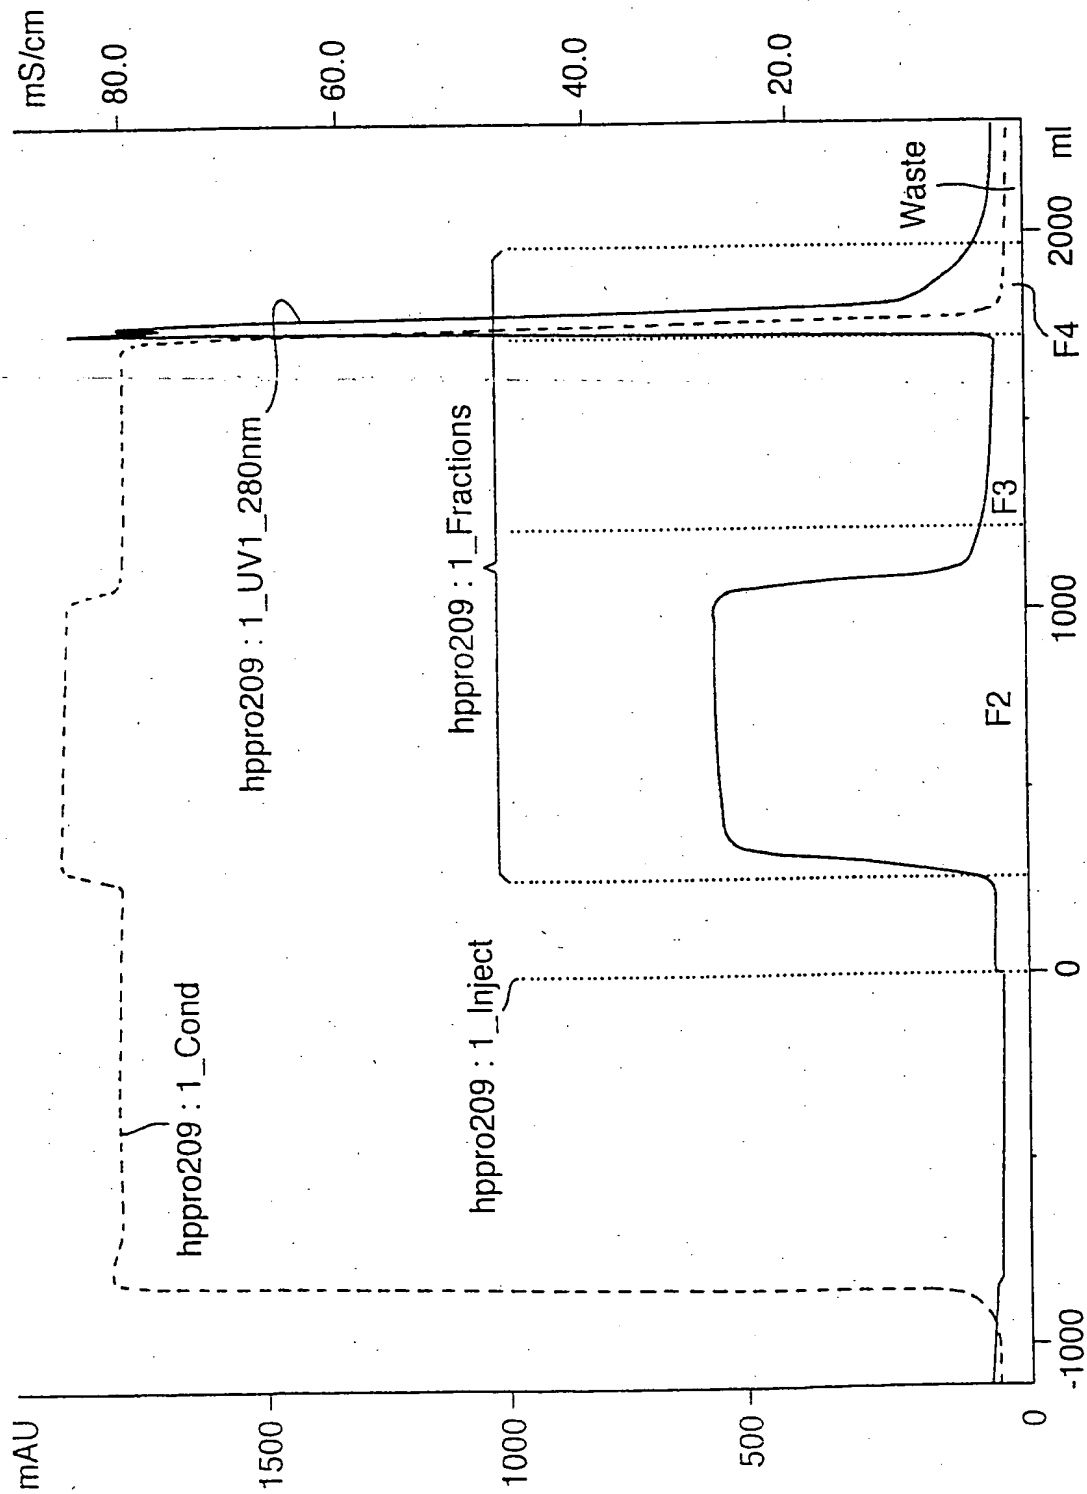 mAU
1500
1000
500
0
mS/cm
80.0
60.0
40.0
20.0
hppro209 : 1_Cond
hppro209 : 1_UV1_280nm
hppro209 : 1_Fractions
hppro209 : 1_Inject
F2
F3
F4
Waste
-1000
0
1000
2000
ml